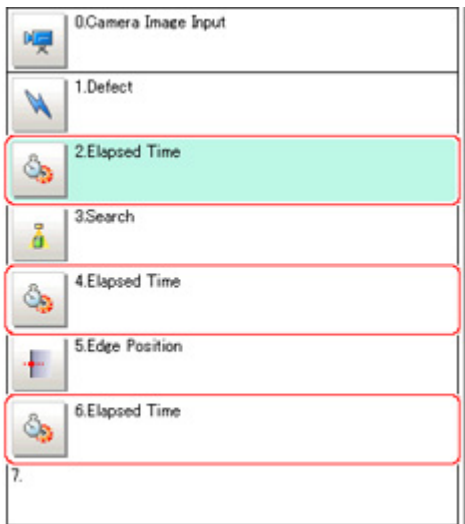 0.Camera Image Input
1.Defect
2.Elapsed Time
3.Search
4.Elapsed Time
5.Edge Position
6.Elapsed Time
7.